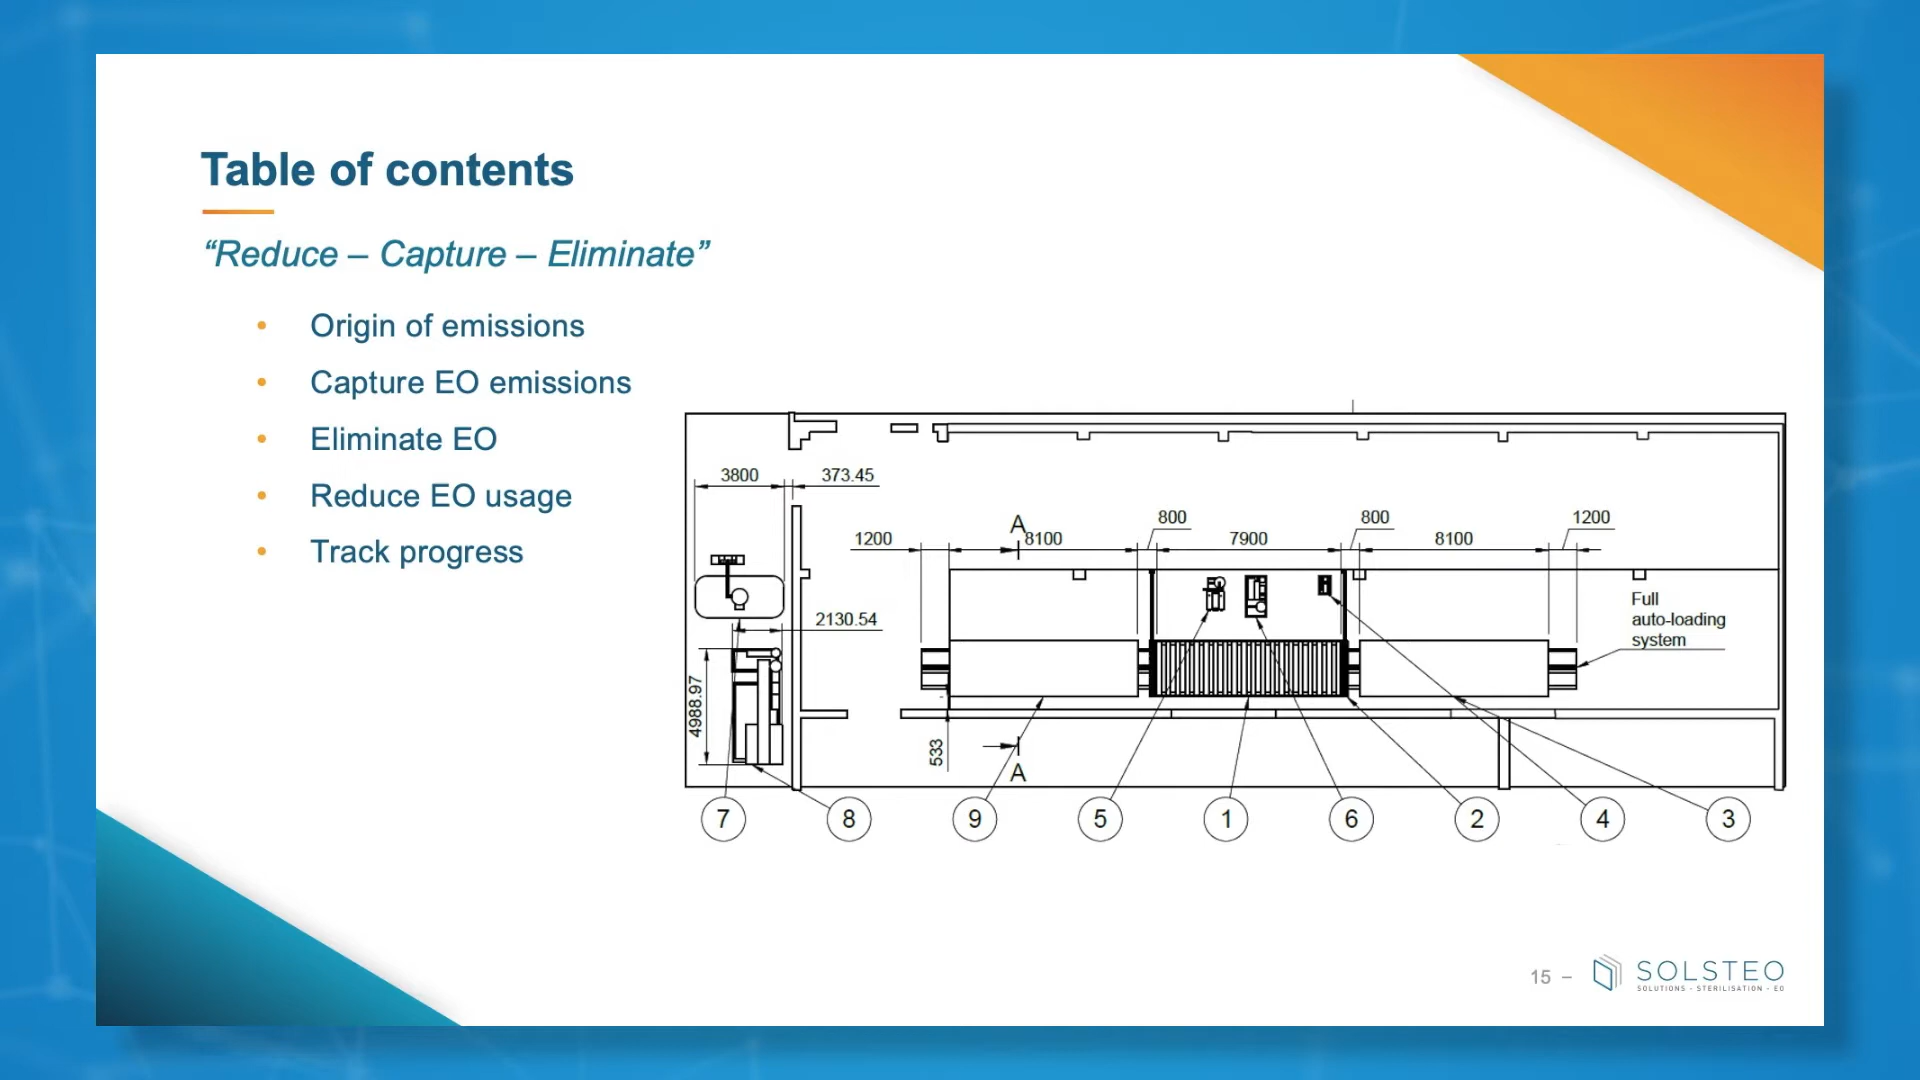 Table of contents
“Reduce – Capture – Eliminate”
• Origin of emissions
• Capture EO emissions
• Eliminate EO
• Reduce EO usage
• Track progress
3800
373.45
1200
A
8100
800
7900
800
8100
1200
2130.54
4988.97
533
A
Full
auto-loading
system
7
8
9
5
1
6
2
4
3
15 –
SOLSTEO
SOLUTIONS - STERILISATION - EO